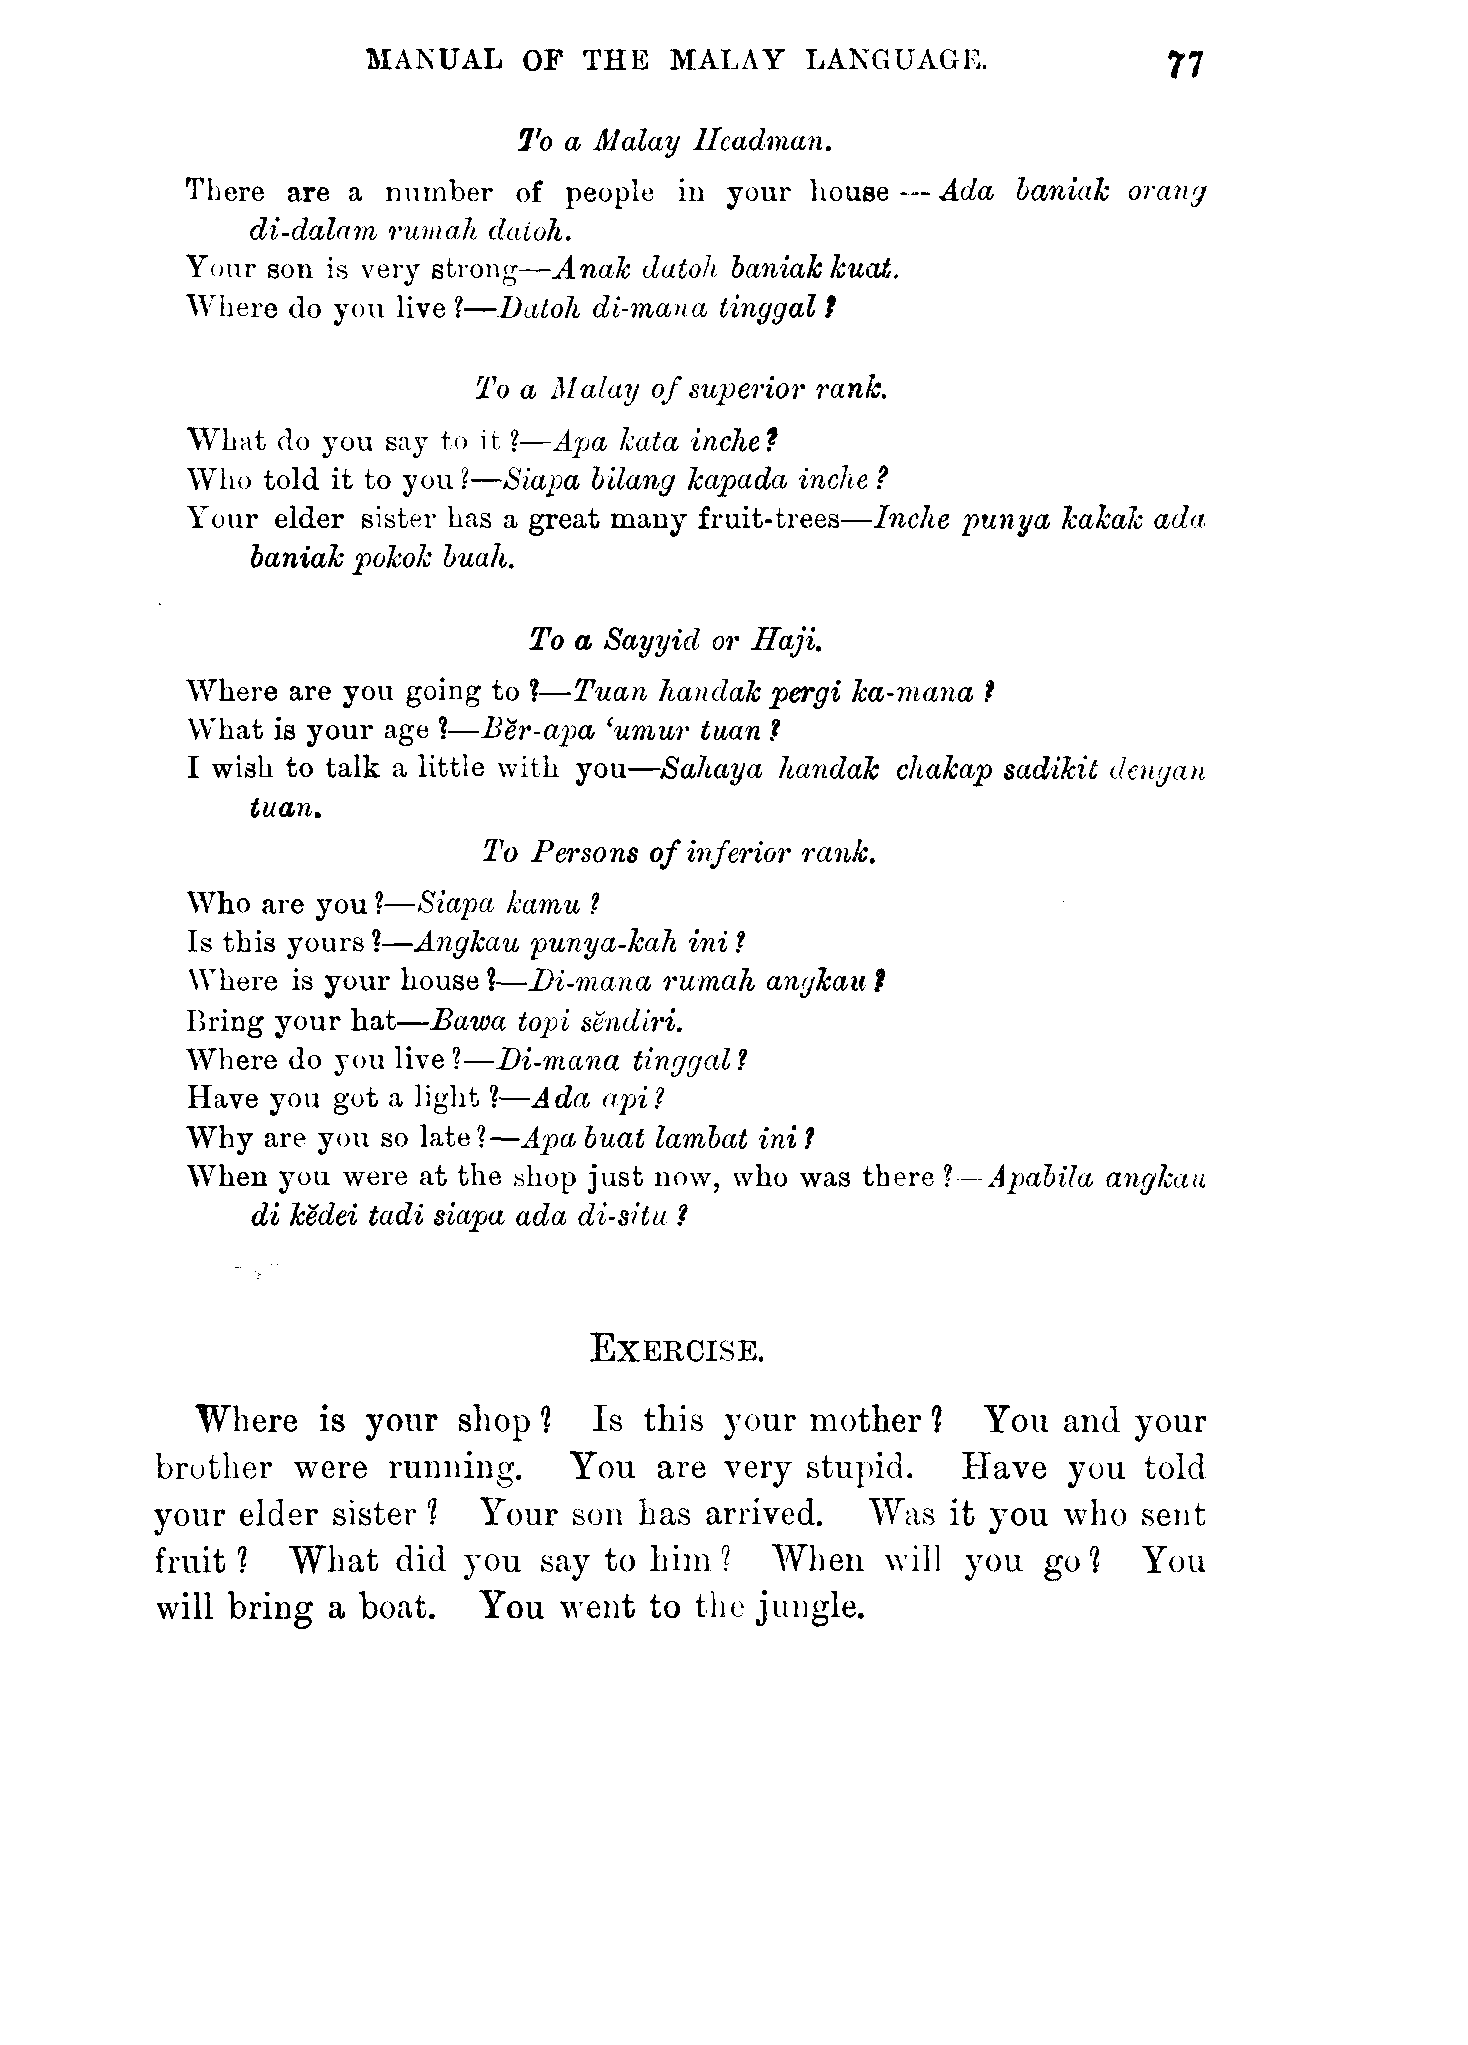 MANUAL OF THE MALAY LANGUAGE. 77
To a Malay Headman.
There are a number of people in your house — Ada baniak orang
di-dalam rumah datoh.
Your son is very strong—Anak datoh baniak kuat.
Where do you live?—Datoh di-mana tinggal?
To a Malay of superior rank.
What do you say to it?—Apa kata inche?
Who told it to you?—Siapa bilang kapada inche?
Your elder sister has a great many fruit-trees—Inche punya kakak ada
baniak pokok buah.
To a Sayyid or Haji.
Where are you going to?—Tuan handak pergi ka-mana?
What is your age?—Bĕr-apa ‘umur tuan?
I wish to talk a little with you—Sahaya handak chakap sadikit dengan
tuan.
To Persons of inferior rank.
Who are you?—Siapa kamu?
Is this yours?—Angkau punya-kah ini?
Where is your house?—Di-mana rumah angkau?
Bring your hat—Bawa topi sĕndiri.
Where do you live?—Di-mana tinggal?
Have you got a light?—Ada api?
Why are you so late?—Apa buat lambat ini?
When you were at the shop just now, who was there?—Apabila angkau
di kĕdei tadi siapa ada di-situ?
EXERCISE.
Where is your shop? Is this your mother? You and your
brother were running. You are very stupid. Have you told
your elder sister? Your son has arrived. Was it you who sent
fruit? What did you say to him? When will you go? You
will bring a boat. You went to the jungle.